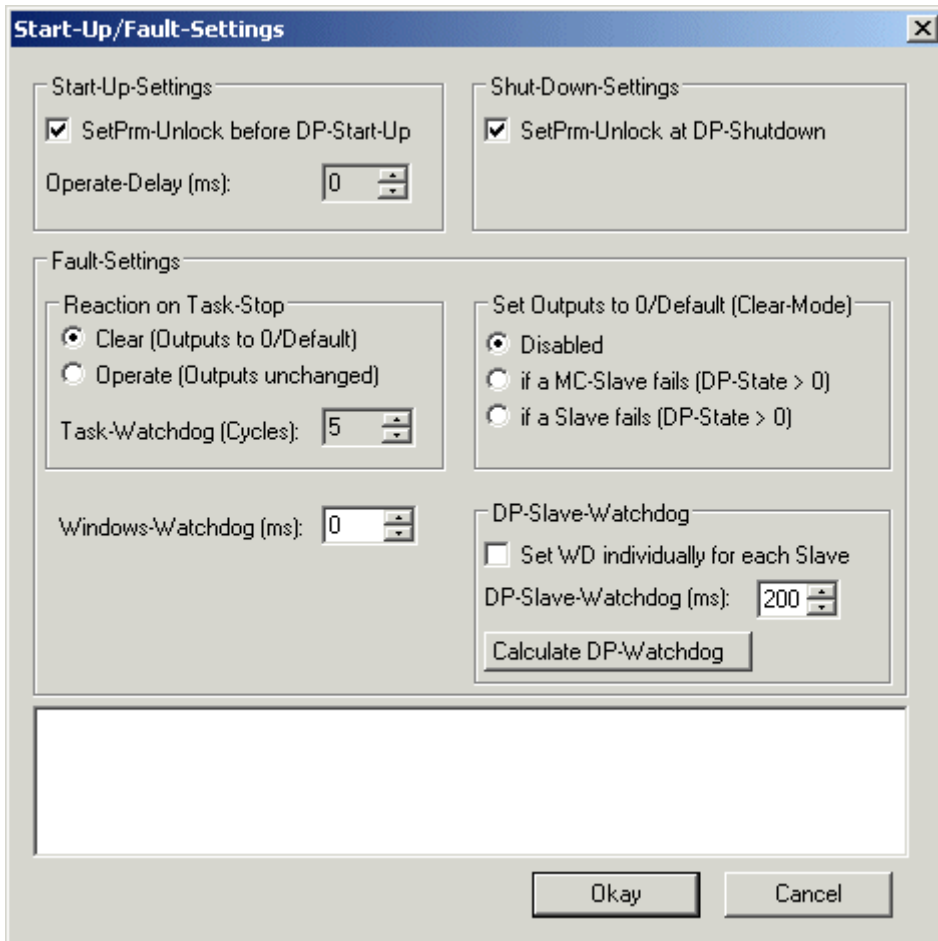 Start-Up/Fault-Settings
Start-Up-Settings
SetPrm-Unlock before DP-Start-Up
Operate-Delay (ms): 0
Shut-Down-Settings
SetPrm-Unlock at DP-Shutdown
Fault-Settings
Reaction on Task-Stop
Clear (Outputs to 0/Default)
Operate (Outputs unchanged)
Task-Watchdog (Cycles): 5
Set Outputs to 0/Default (Clear-Mode)
Disabled
if a MC-Slave fails (DP-State > 0)
if a Slave fails (DP-State > 0)
Windows-Watchdog (ms): 0
DP-Slave-Watchdog
Set WD individually for each Slave
DP-Slave-Watchdog (ms): 200
Calculate DP-Watchdog
Okay
Cancel